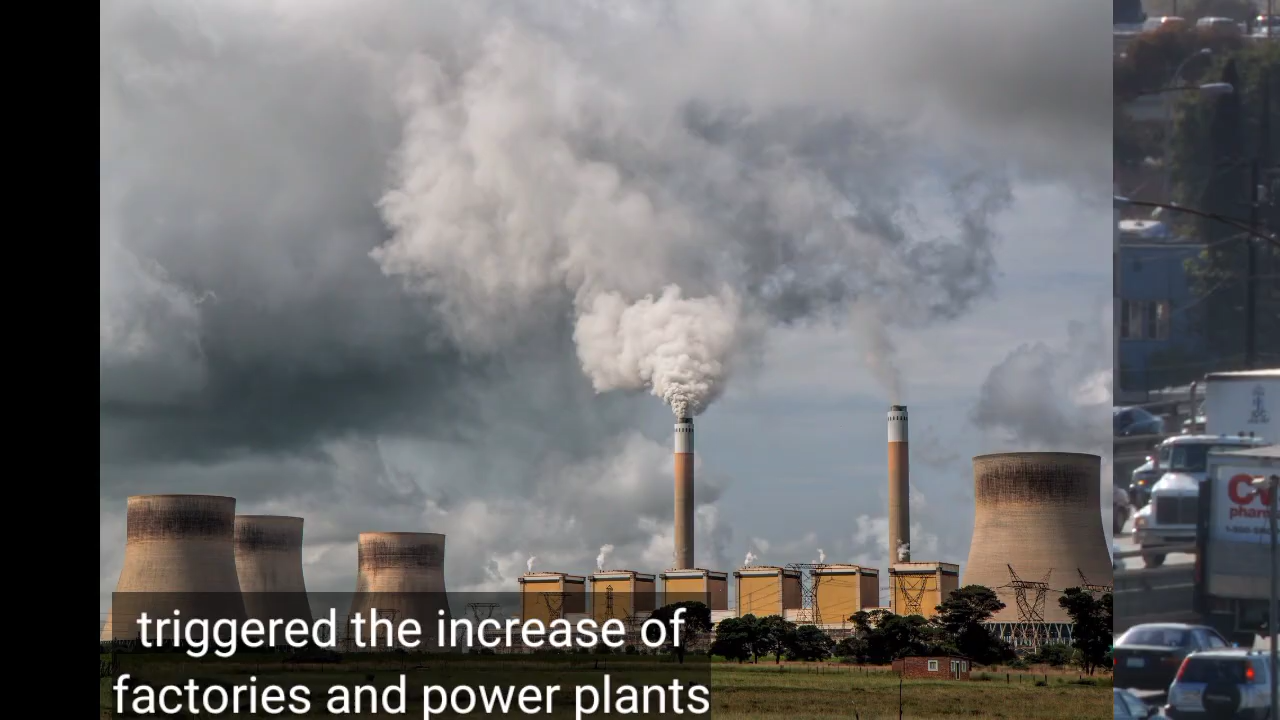 triggered the increase of
factories and power plants